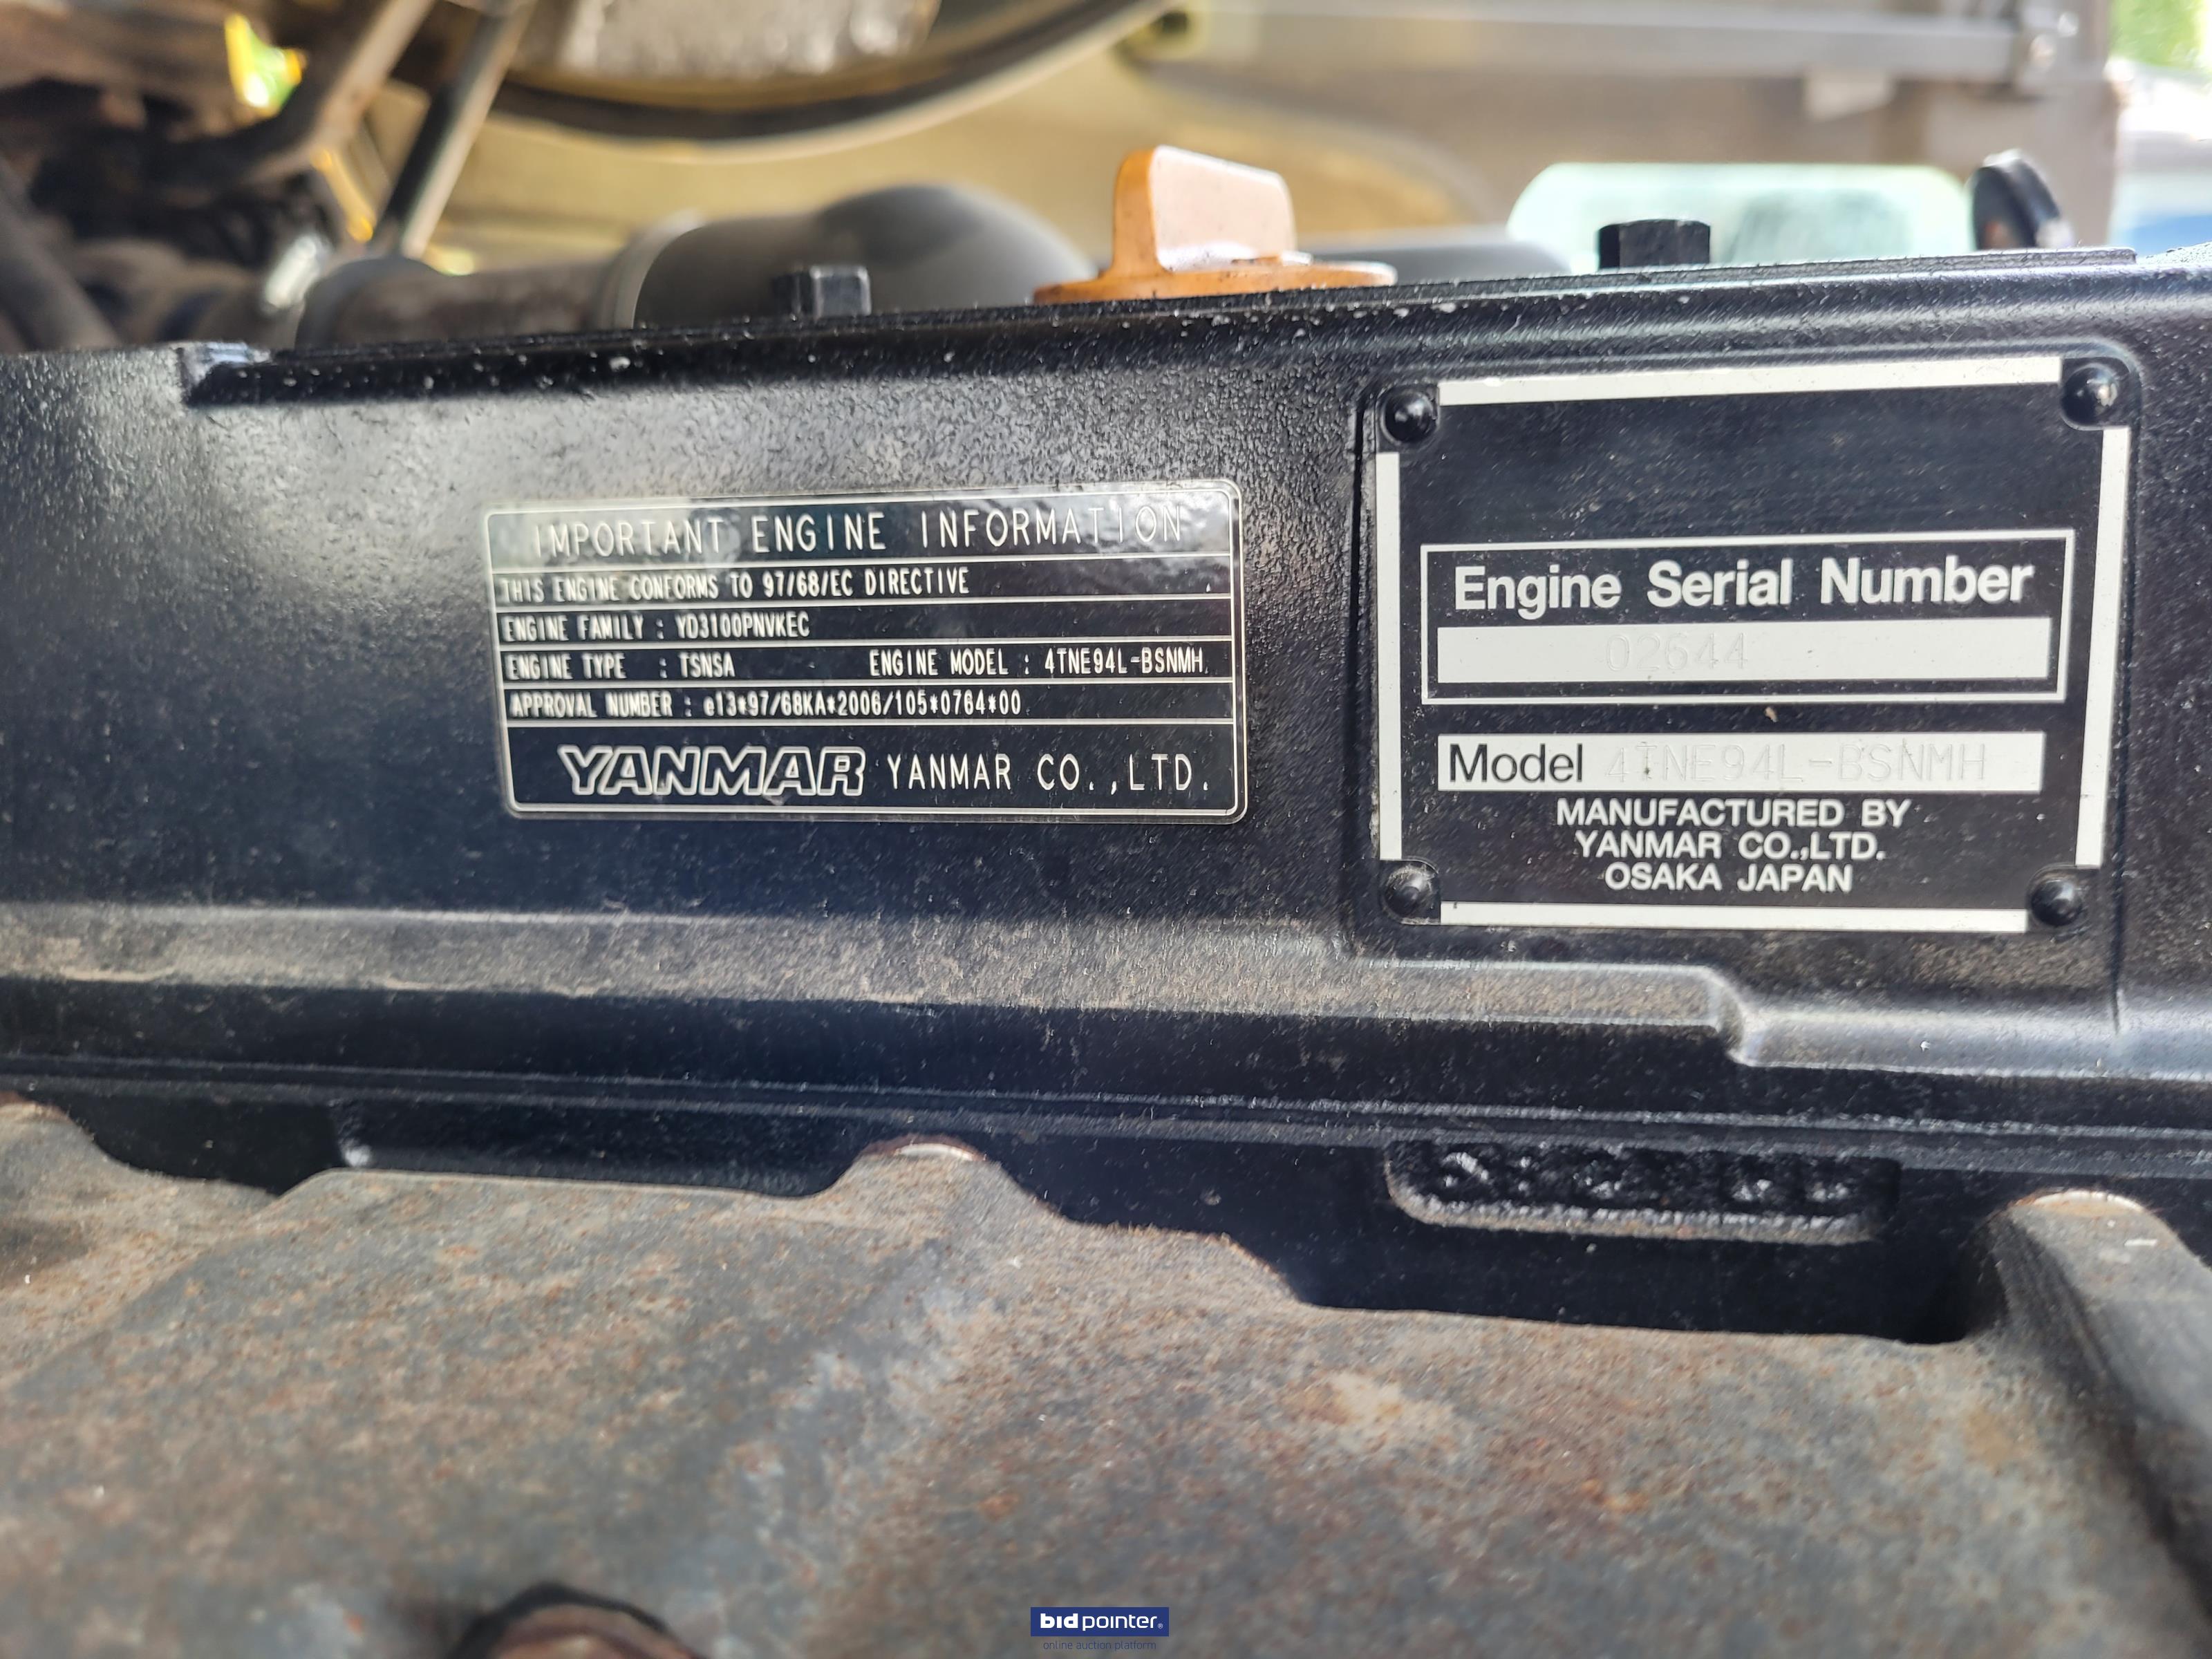 IMPORTANT ENGINE INFORMATION
THIS ENGINE CONFORMS TO 97/68/EC DIRECTIVE
ENGINE FAMILY : YD3100PNVKEC
ENGINE TYPE : TSNSA ENGINE MODEL : 4TNE94L-BSNMH
APPROVAL NUMBER : e13*97/68KA*2006/105*0764*00
YANMAR YANMAR CO.,LTD.
Engine Serial Number
02644
Model 4TNE94L-BSNMH
MANUFACTURED BY
YANMAR CO.,LTD.
OSAKA JAPAN
bidpointer®
online auction platform